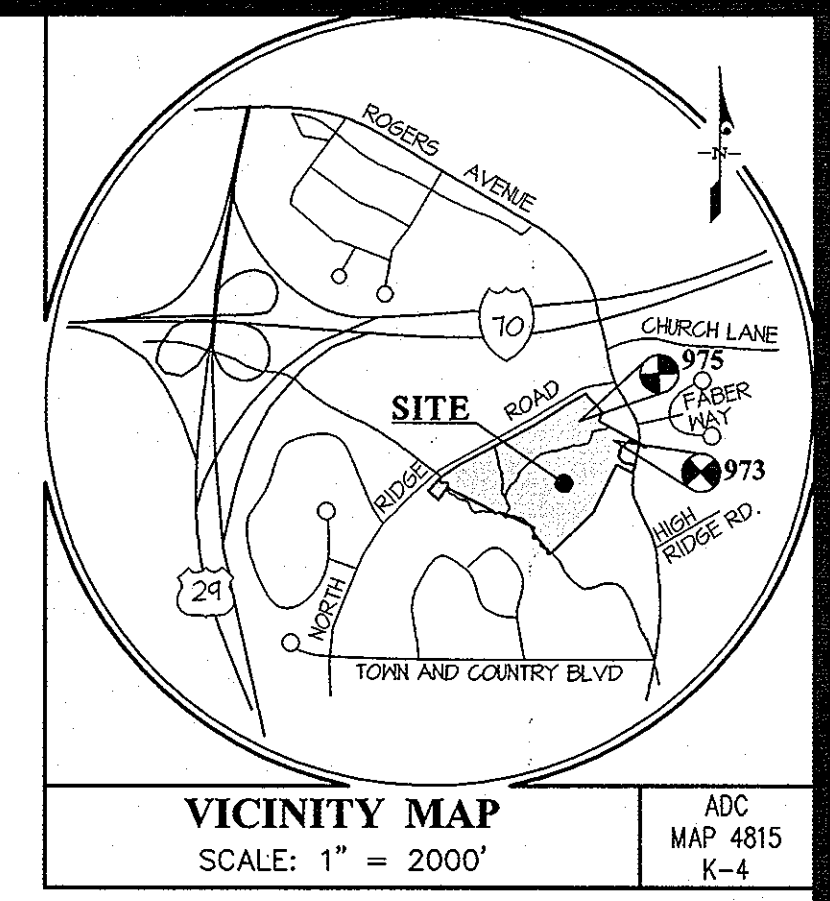 ROGERS AVENUE
N
70
CHURCH LANE
975
FABER
WAY
SITE
ROAD
973
RIDGE
HIGH
RIDGE RD.
29
NORTH
TOWN AND COUNTRY BLVD
VICINITY MAP
SCALE: 1" = 2000'
ADC
MAP 4815
K-4